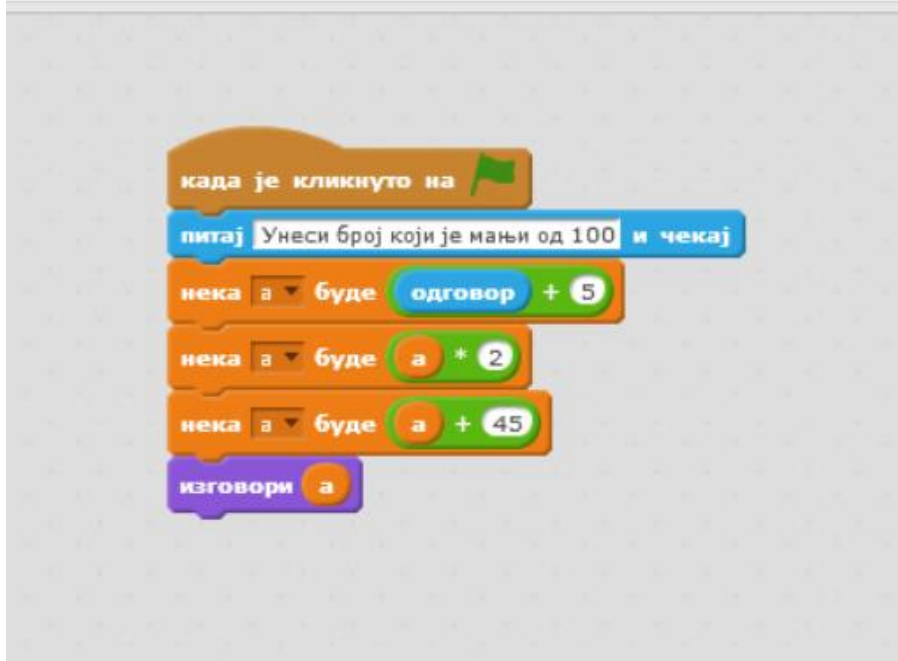 када је кликнуто на
питај Унеси број који је мањи од 100 и чекај
нека a буде одговор + 5
нека a буде a * 2
нека a буде a + 45
изговори a